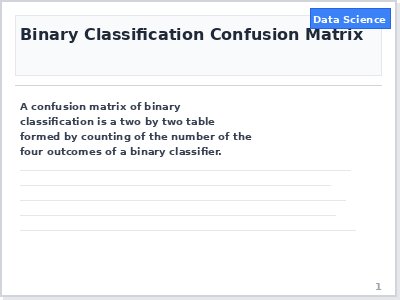 Data Science
Binary Classification Confusion Matrix
A confusion matrix of binary
classification is a two by two table
formed by counting of the number of the
four outcomes of a binary classifier.
1